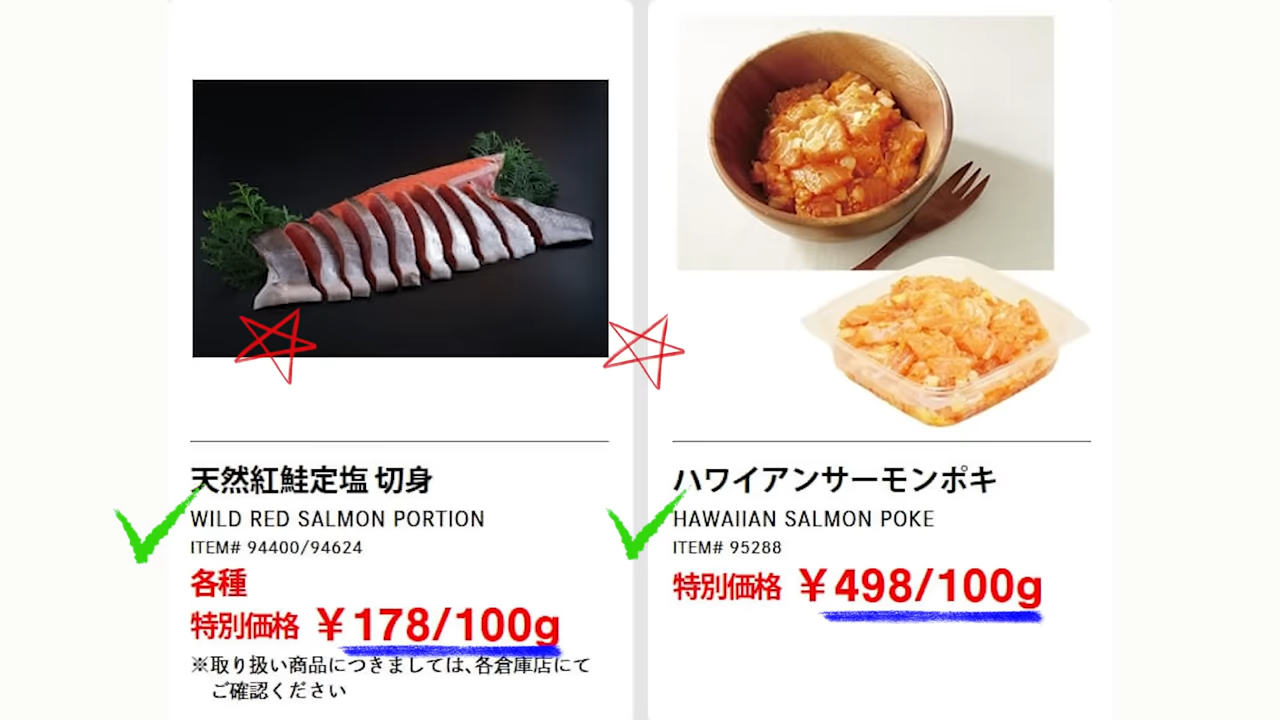 天然紅鮭定塩 切身
WILD RED SALMON PORTION
ITEM# 94400/94624
各種
特別価格 ￥178/100g
※取り扱い商品につきましては、各倉庫店にて
ご確認ください
ハワイアンサーモンポキ
HAWAIIAN SALMON POKE
ITEM# 95288
特別価格 ￥498/100g